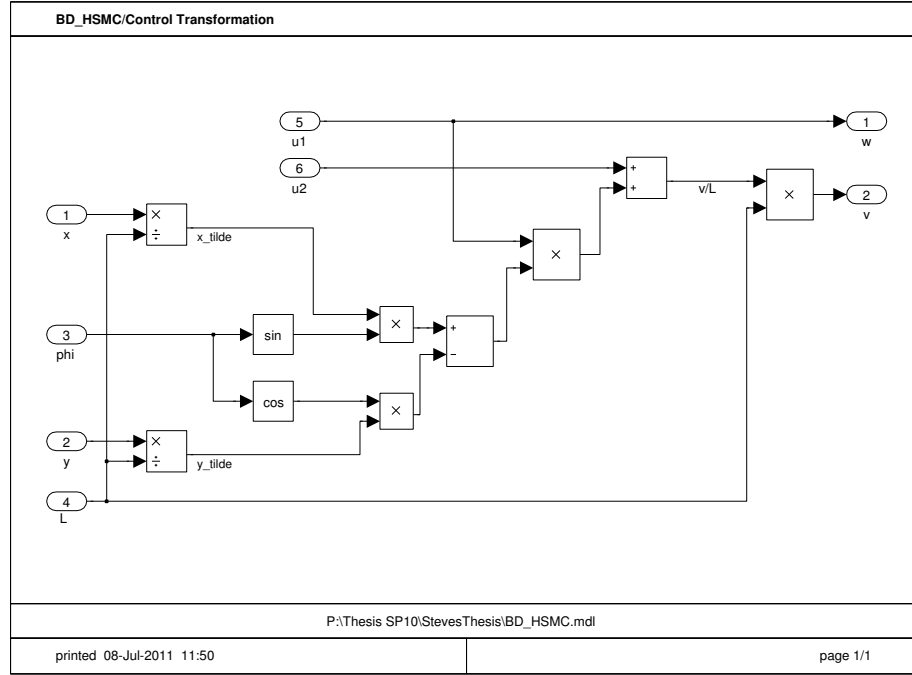 BD_HSMC/Control Transformation
5
u1
1
w
6
u2
+
+
v/L
×
2
v
1
x
×
÷
x_tilde
×
3
phi
sin
×
+
−
cos
×
2
y
×
÷
y_tilde
4
L
P:\Thesis SP10\StevesThesis\BD_HSMC.mdl
printed 08-Jul-2011 11:50
page 1/1